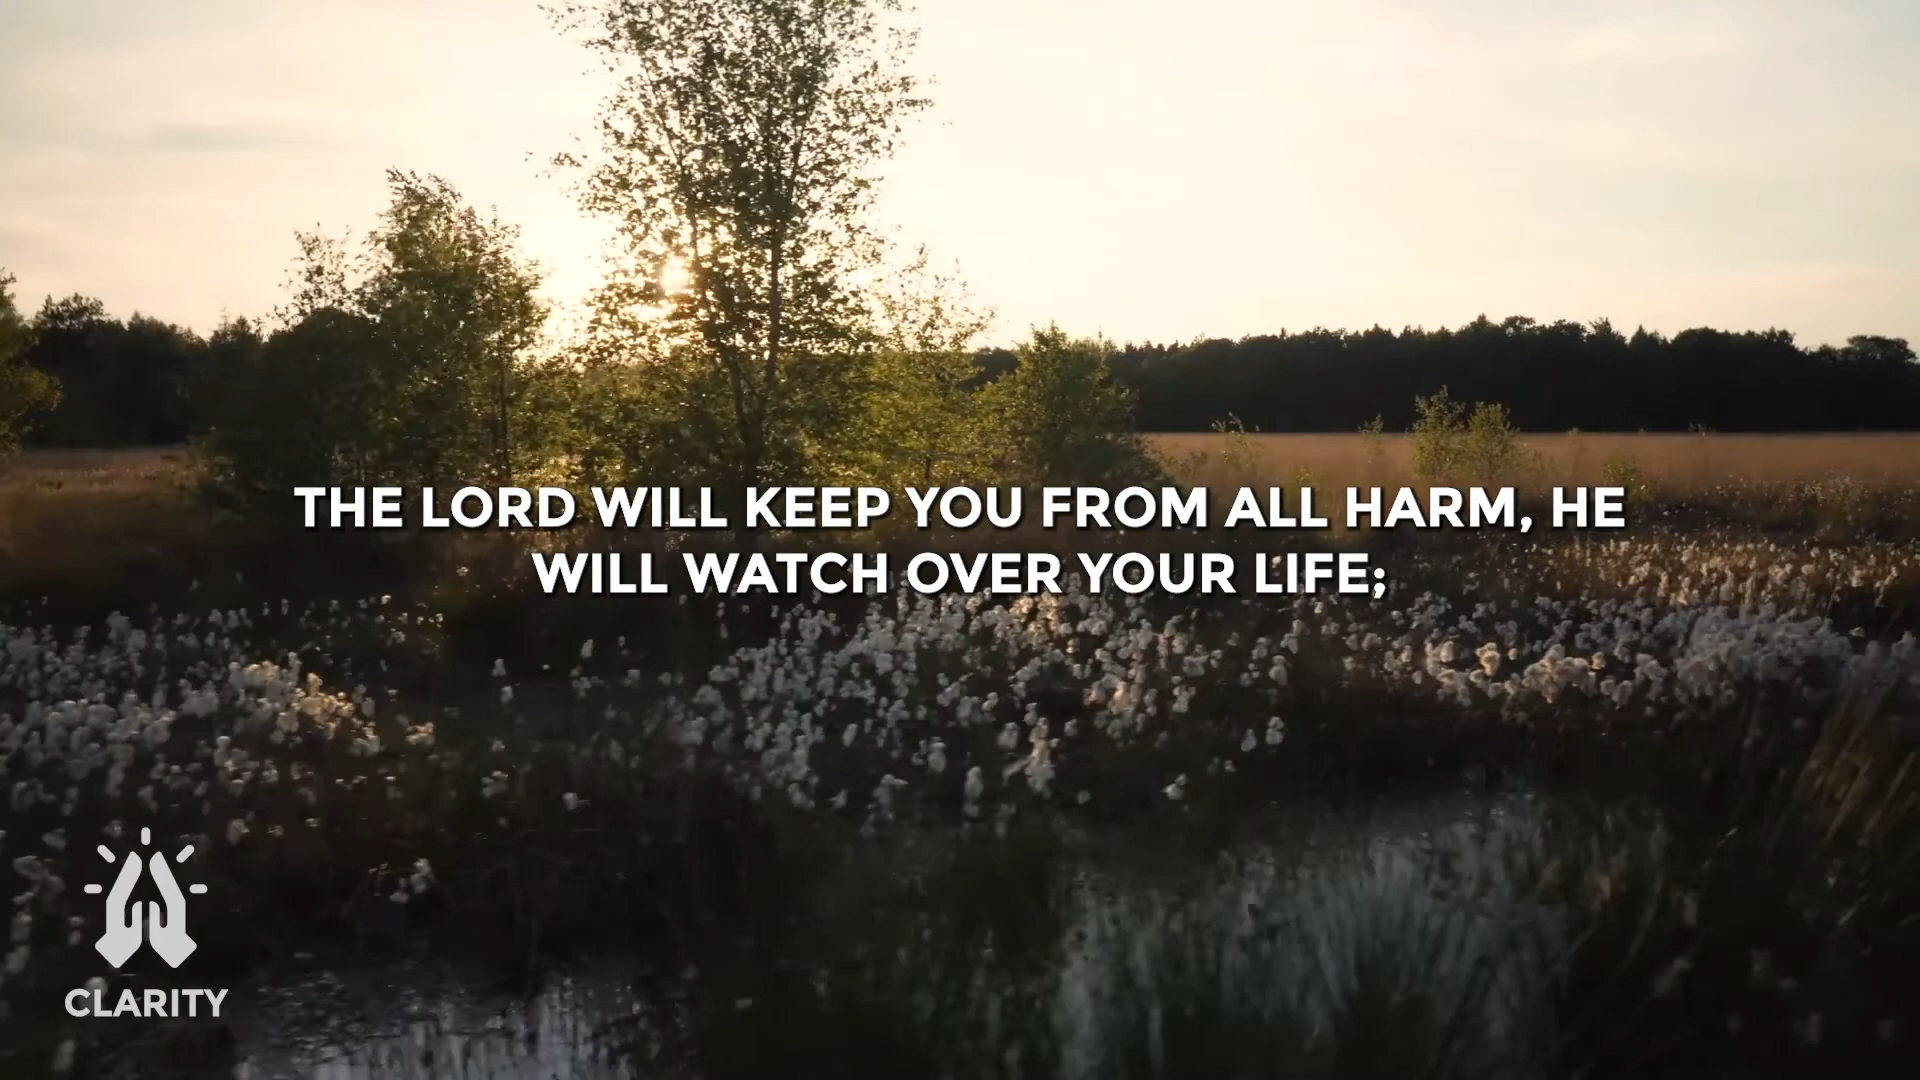 THE LORD WILL KEEP YOU FROM ALL HARM, HE
WILL WATCH OVER YOUR LIFE;
CLARITY